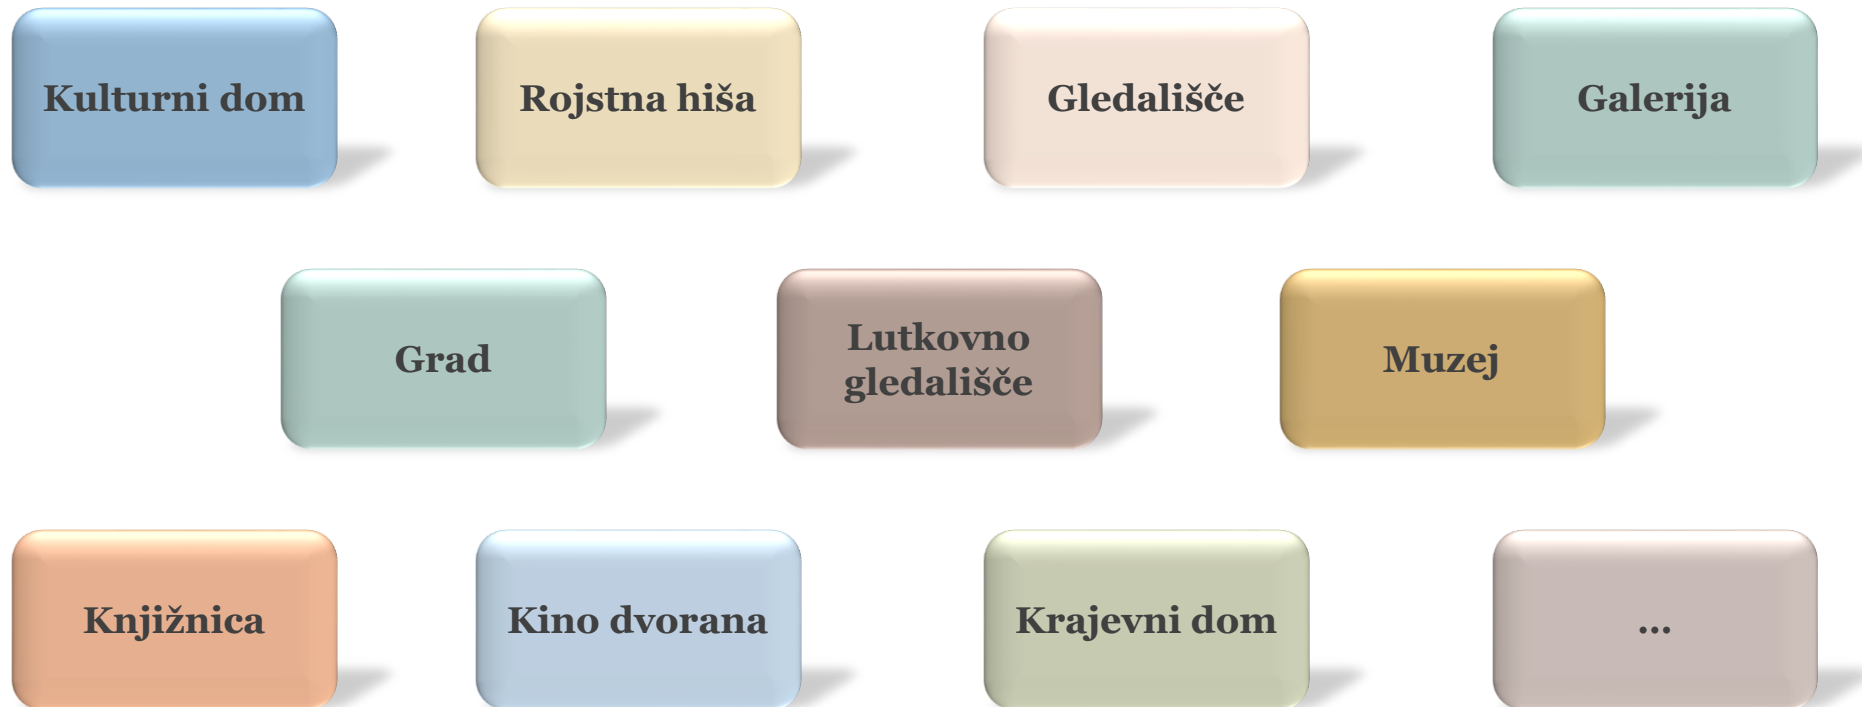 Kulturni dom
Rojstna hiša
Gledališče
Galerija
Grad
Lutkovno
gledališče
Muzej
Knjižnica
Kino dvorana
Krajevni dom
...